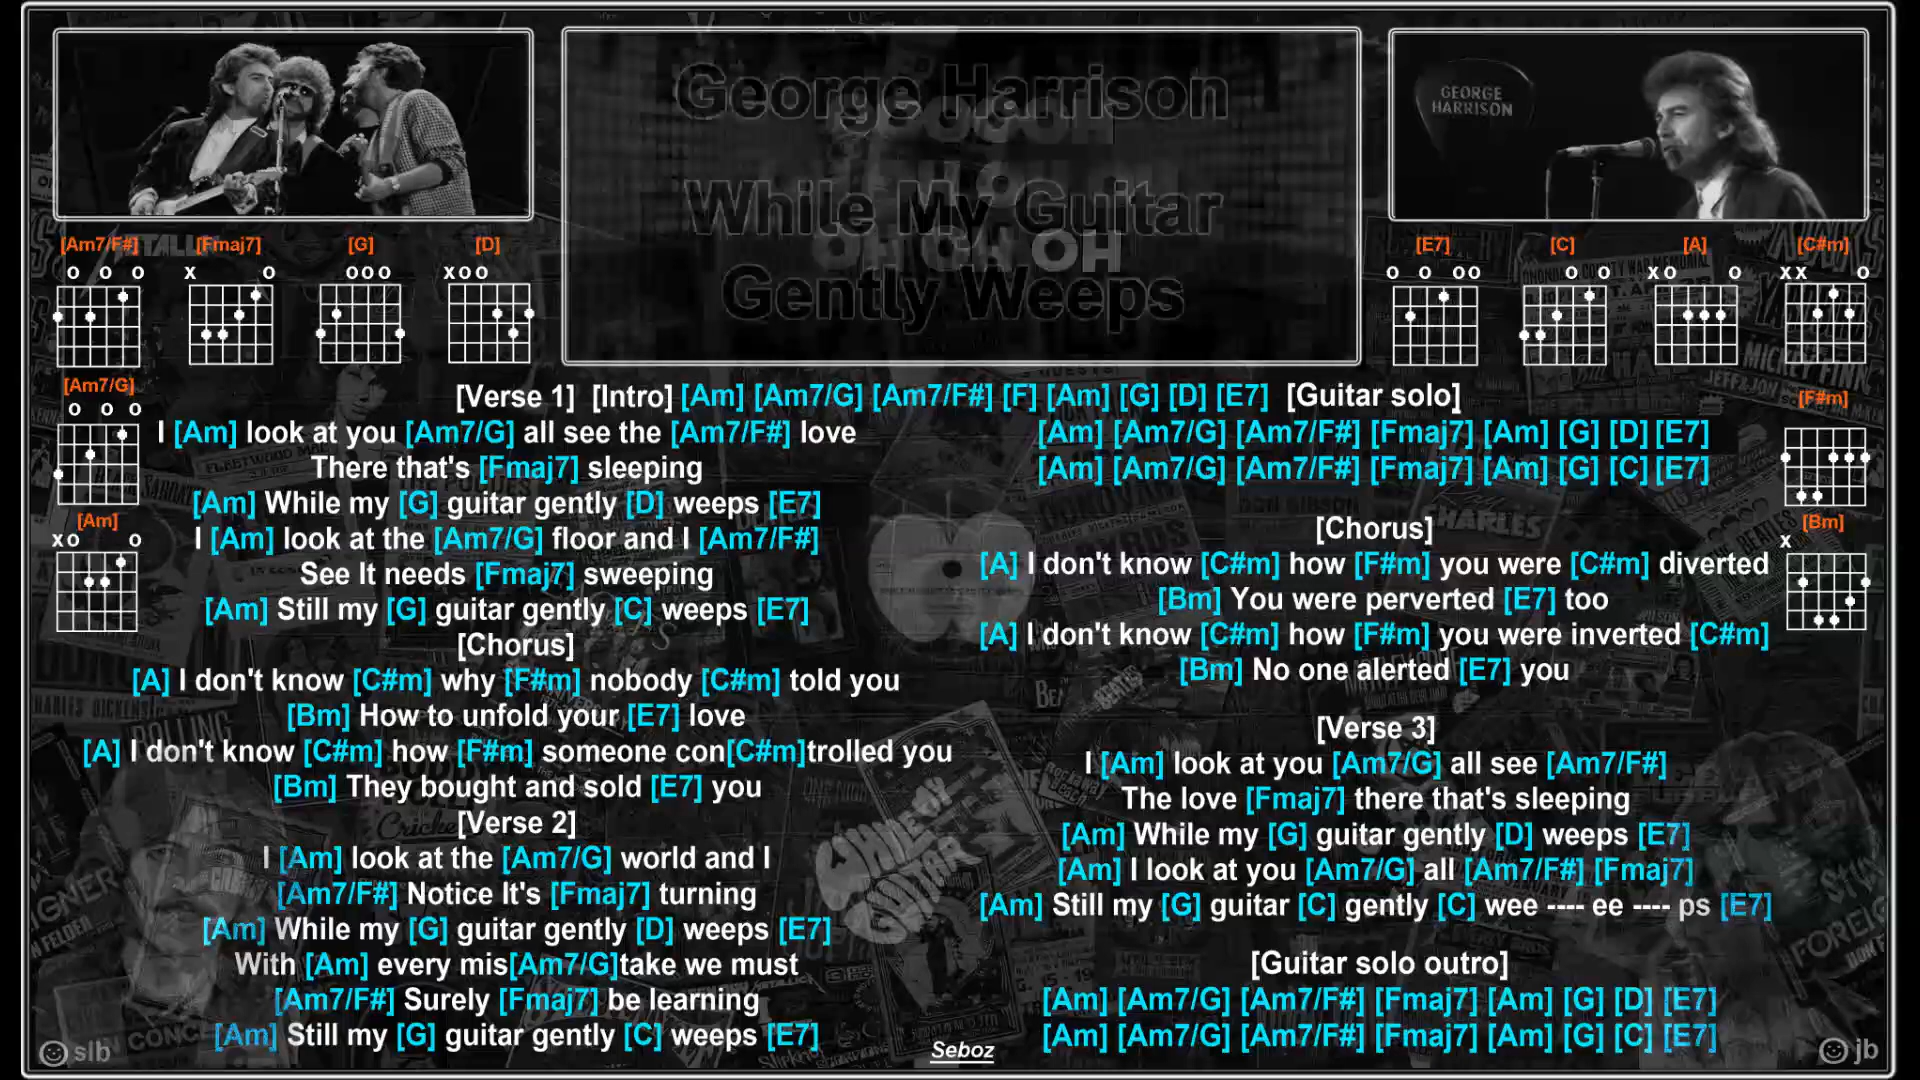 George Harrison
While My Guitar
Gently Weeps
OH OH OH
GEORGE
HARRISON
[Am7/F#] [Fmaj7] [G] [D]
[E7] [C] [A] [C#m]
[Am7/G]
[Am]
[F#m]
[Bm]
[Verse 1] [Intro] [Am] [Am7/G] [Am7/F#] [F] [Am] [G] [D] [E7] [Guitar solo]
I [Am] look at you [Am7/G] all see the [Am7/F#] love
There that's [Fmaj7] sleeping
[Am] While my [G] guitar gently [D] weeps [E7]
I [Am] look at the [Am7/G] floor and I [Am7/F#]
See It needs [Fmaj7] sweeping
[Am] Still my [G] guitar gently [C] weeps [E7]
[Chorus]
[A] I don't know [C#m] why [F#m] nobody [C#m] told you
[Bm] How to unfold your [E7] love
[A] I don't know [C#m] how [F#m] someone con[C#m]trolled you
[Bm] They bought and sold [E7] you
[Verse 2]
I [Am] look at the [Am7/G] world and I
[Am7/F#] Notice It's [Fmaj7] turning
[Am] While my [G] guitar gently [D] weeps [E7]
With [Am] every mis[Am7/G]take we must
[Am7/F#] Surely [Fmaj7] be learning
[Am] Still my [G] guitar gently [C] weeps [E7]
[Am] [Am7/G] [Am7/F#] [Fmaj7] [Am] [G] [D] [E7]
[Am] [Am7/G] [Am7/F#] [Fmaj7] [Am] [G] [C] [E7]
[Chorus]
[A] I don't know [C#m] how [F#m] you were [C#m] diverted
[Bm] You were perverted [E7] too
[A] I don't know [C#m] how [F#m] you were inverted [C#m]
[Bm] No one alerted [E7] you
[Verse 3]
I [Am] look at you [Am7/G] all see [Am7/F#]
The love [Fmaj7] there that's sleeping
[Am] While my [G] guitar gently [D] weeps [E7]
[Am] I look at you [Am7/G] all [Am7/F#] [Fmaj7]
[Am] Still my [G] guitar [C] gently [C] wee ---- ee ---- ps [E7]
[Guitar solo outro]
[Am] [Am7/G] [Am7/F#] [Fmaj7] [Am] [G] [D] [E7]
[Am] [Am7/G] [Am7/F#] [Fmaj7] [Am] [G] [C] [E7]
slb
Seboz
jb